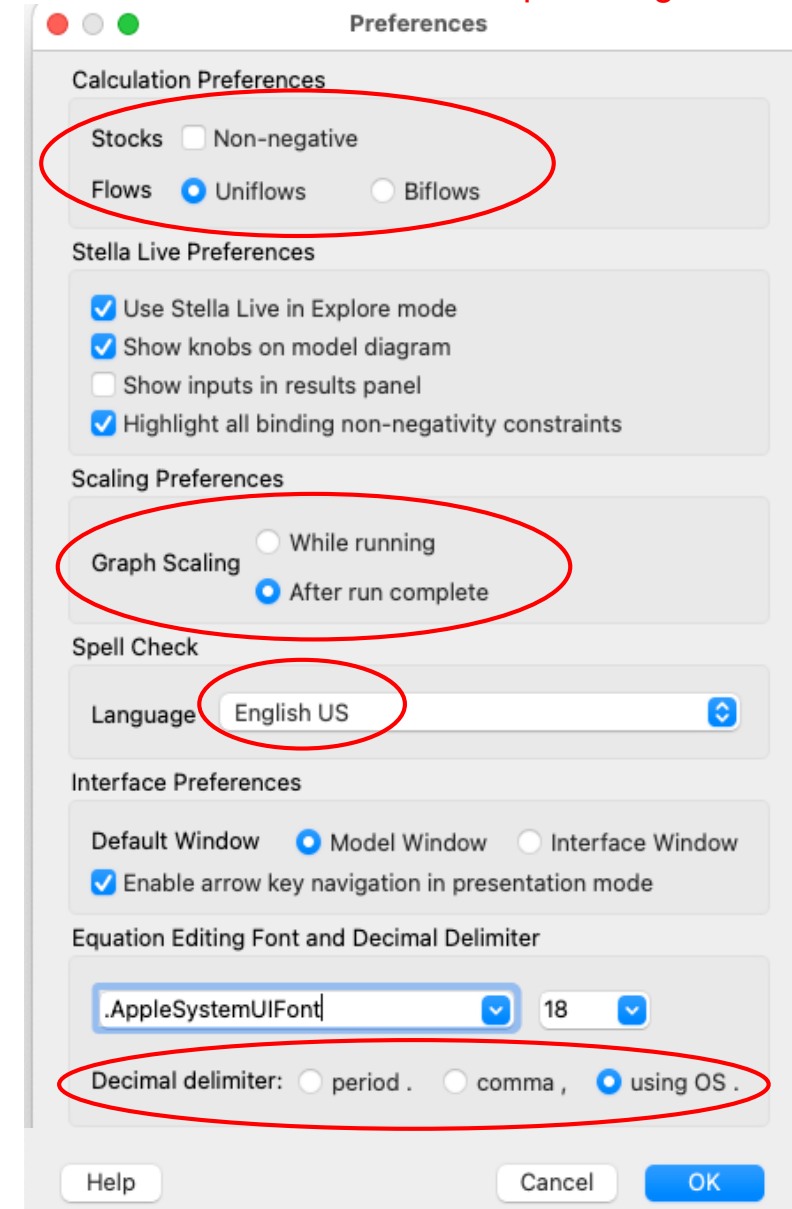 Preferences
Calculation Preferences
Stocks Non-negative
Flows Uniflows Biflows
Stella Live Preferences
Use Stella Live in Explore mode
Show knobs on model diagram
Show inputs in results panel
Highlight all binding non-negativity constraints
Scaling Preferences
While running
Graph Scaling
After run complete
Spell Check
Language English US
Interface Preferences
Default Window Model Window Interface Window
Enable arrow key navigation in presentation mode
Equation Editing Font and Decimal Delimiter
.AppleSystemUIFont 18
Decimal delimiter: period . comma , using OS .
Help Cancel OK